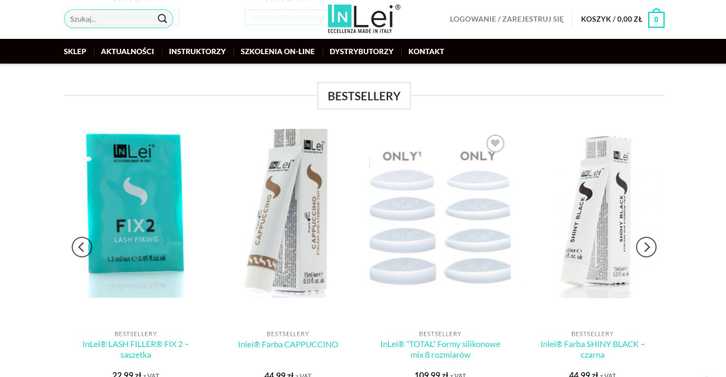 Szukaj...
InLei®
ECCELLENZA MADE IN ITALY
LOGOWANIE / ZAREJESTRUJ SIĘ
KOSZYK / 0,00 ZŁ
0
SKLEP
AKTUALNOŚCI
INSTRUKTORZY
SZKOLENIA ON-LINE
DYSTRYBUTORZY
KONTAKT
BESTSELLERY
InLei®
FIX2
LASH FIXING
CAPPUCCINO
ONLY¹
ONLY¹
InLei
SHINY BLACK
SHINY BLACK
BESTSELLERY
InLei® LASH FILLER® FIX 2 –
saszetka
BESTSELLERY
Inlei® Farba CAPPUCCINO
BESTSELLERY
InLei® "TOTAL" Formy silikonowe
mix 8 rozmiarów
BESTSELLERY
Inlei® Farba SHINY BLACK –
czarna
22,99 zł z VAT
44,99 zł z VAT
109,99 zł z VAT
44,99 zł z VAT